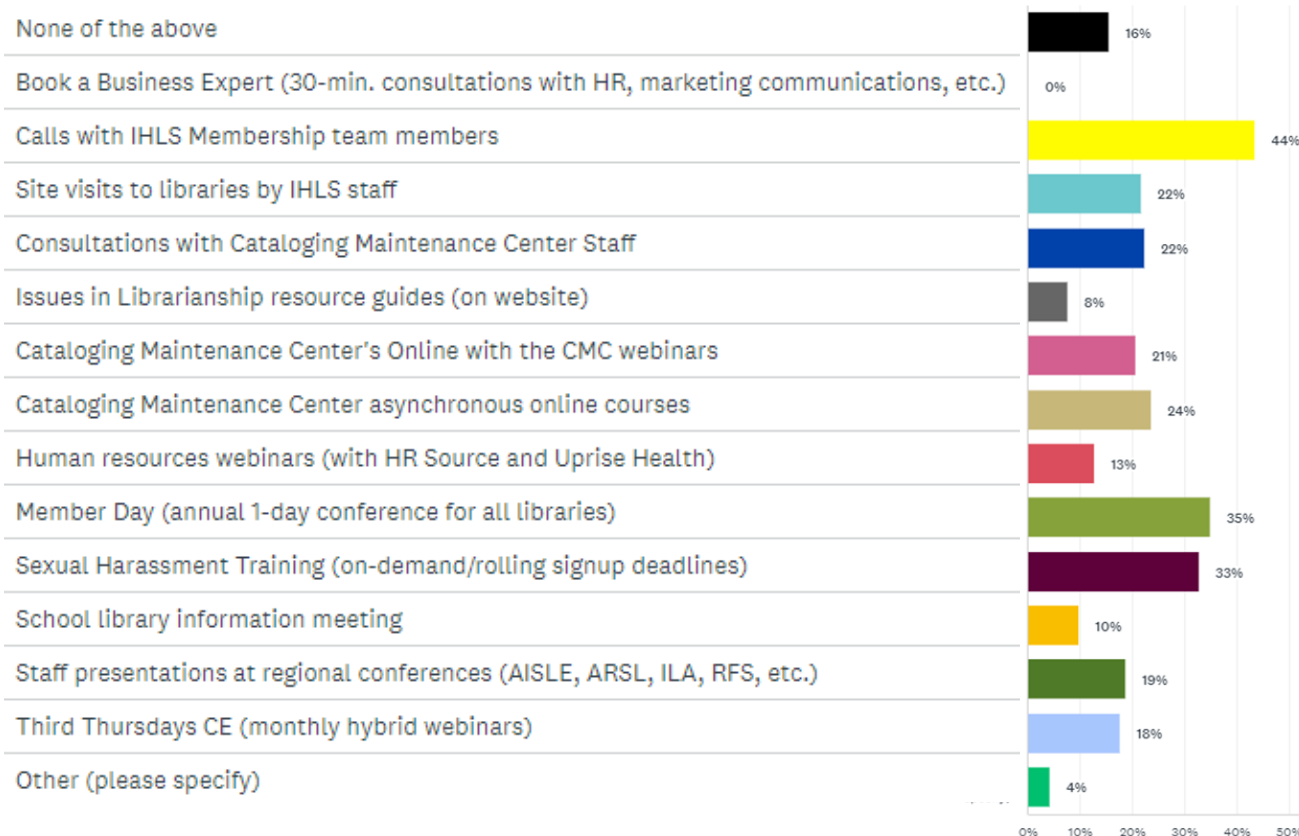 None of the above 16%
Book a Business Expert (30-min. consultations with HR, marketing communications, etc.) 0%
Calls with IHLS Membership team members 44%
Site visits to libraries by IHLS staff 22%
Consultations with Cataloging Maintenance Center Staff 22%
Issues in Librarianship resource guides (on website) 8%
Cataloging Maintenance Center's Online with the CMC webinars 21%
Cataloging Maintenance Center asynchronous online courses 24%
Human resources webinars (with HR Source and Uprise Health) 13%
Member Day (annual 1-day conference for all libraries) 35%
Sexual Harassment Training (on-demand/rolling signup deadlines) 33%
School library information meeting 10%
Staff presentations at regional conferences (AISLE, ARSL, ILA, RFS, etc.) 19%
Third Thursdays CE (monthly hybrid webinars) 18%
Other (please specify) 4%
0% 10% 20% 30% 40% 50%